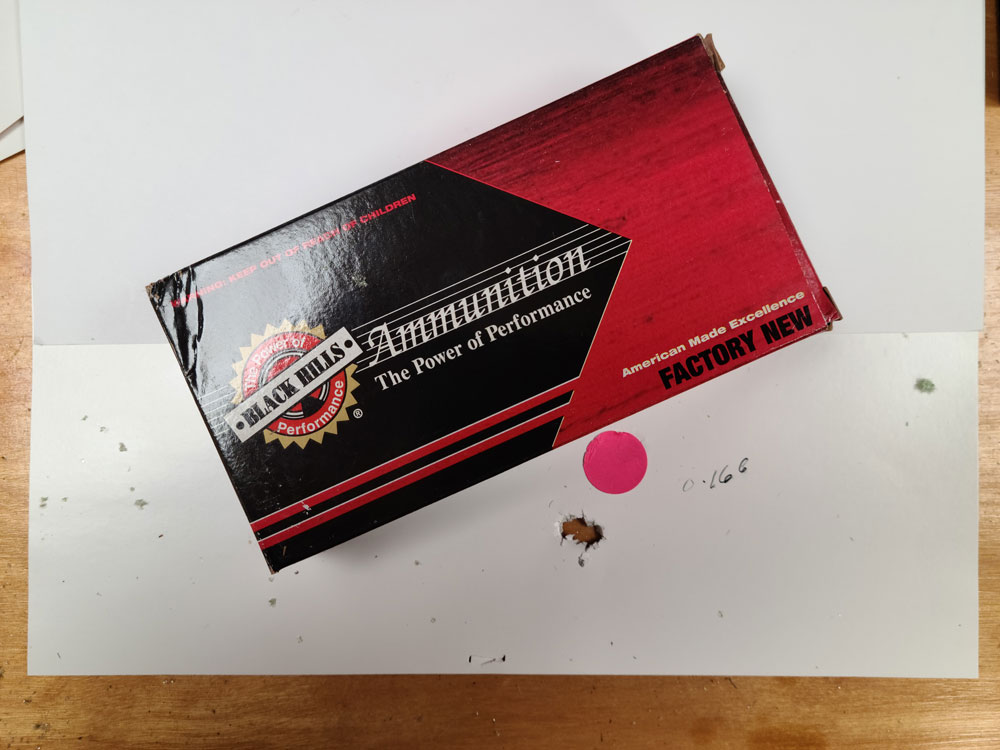 WARNING: KEEP OUT OF REACH OF CHILDREN
The Power of
BLACK HILLS
Performance
®
Ammunition
The Power of Performance
American Made Excellence
FACTORY NEW
0.166